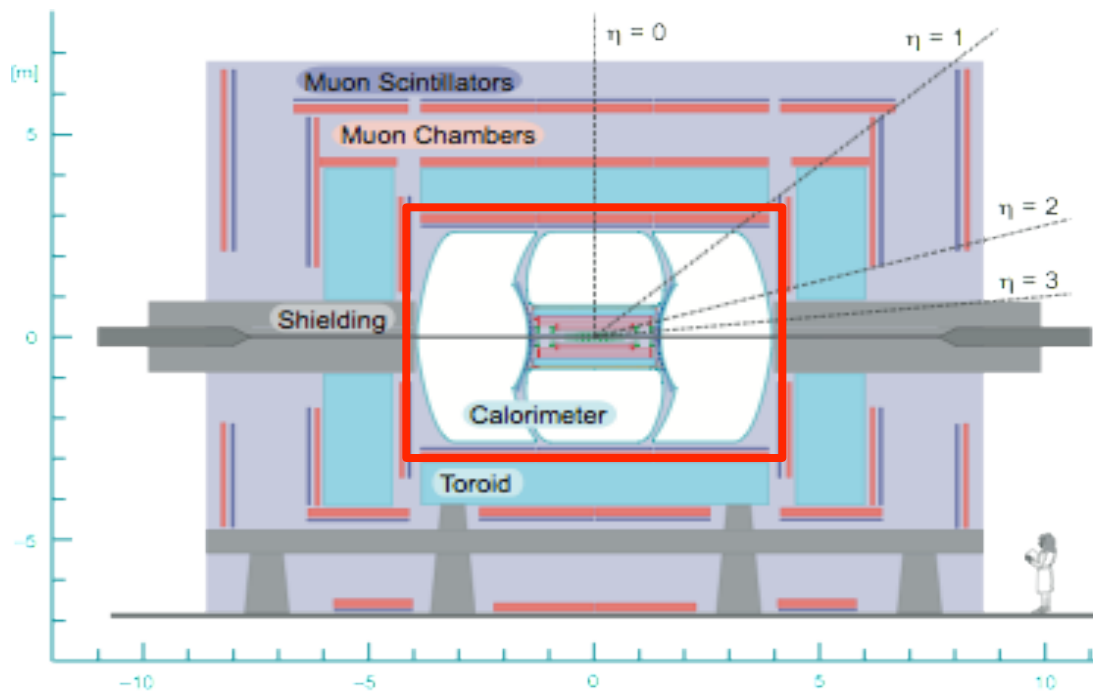 η = 0
η = 1
[m]
Muon Scintillators
5
Muon Chambers
η = 2
η = 3
Shielding
0
Calorimeter
Toroid
−5
−10
−5
0
5
10